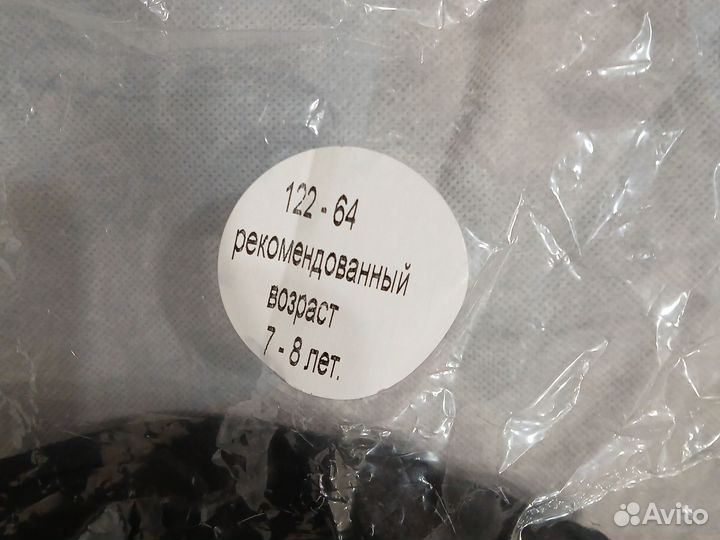 122 - 64
рекомендованный
возраст
7 - 8 лет.
Avito